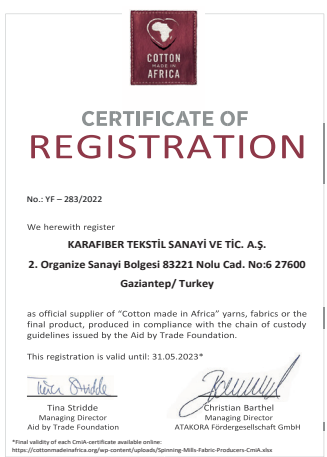 COTTON
MADE IN
AFRICA
CERTIFICATE OF
REGISTRATION
No.: YF – 283/2022
We herewith register
KARAFIBER TEKSTİL SANAYİ VE TİC. A.Ş.
2. Organize Sanayi Bolgesi 83221 Nolu Cad. No:6 27600
Gaziantep/ Turkey
as official supplier of “Cotton made in Africa” yarns, fabrics or the
final product, produced in compliance with the chain of custody
guidelines issued by the Aid by Trade Foundation.
This registration is valid until: 31.05.2023*
Tina Stridde
Tina Stridde
Managing Director
Aid by Trade Foundation
Christian Barthel
Managing Director
ATAKORA Fördergesellschaft GmbH
*Final validity of each CmiA-certificate available online:
https://cottonmadeinafrica.org/wp-content/uploads/Spinning-Mills-Fabric-Producers-CmiA.xlsx